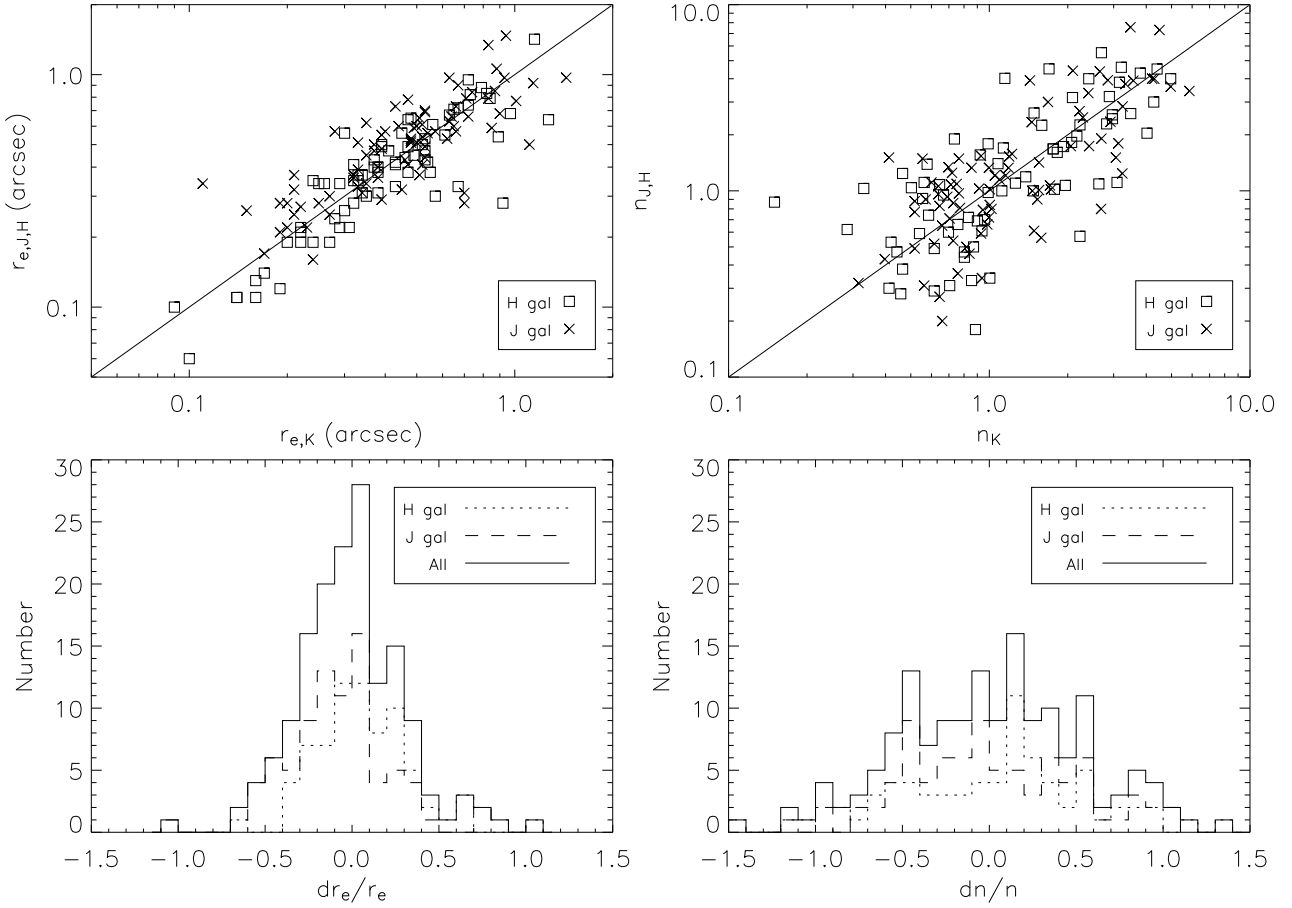 r_e,J,H (arcsec)
1.0
0.1
0.1 1.0
r_e,K (arcsec)
H gal
J gal
n_J,H
10.0
1.0
0.1
0.1 1.0 10.0
n_K
H gal
J gal
Number
30
25
20
15
10
5
0
−1.5 −1.0 −0.5 0.0 0.5 1.0 1.5
dr_e/r_e
H gal
J gal
All
Number
30
25
20
15
10
5
0
−1.5 −1.0 −0.5 0.0 0.5 1.0 1.5
dn/n
H gal
J gal
All